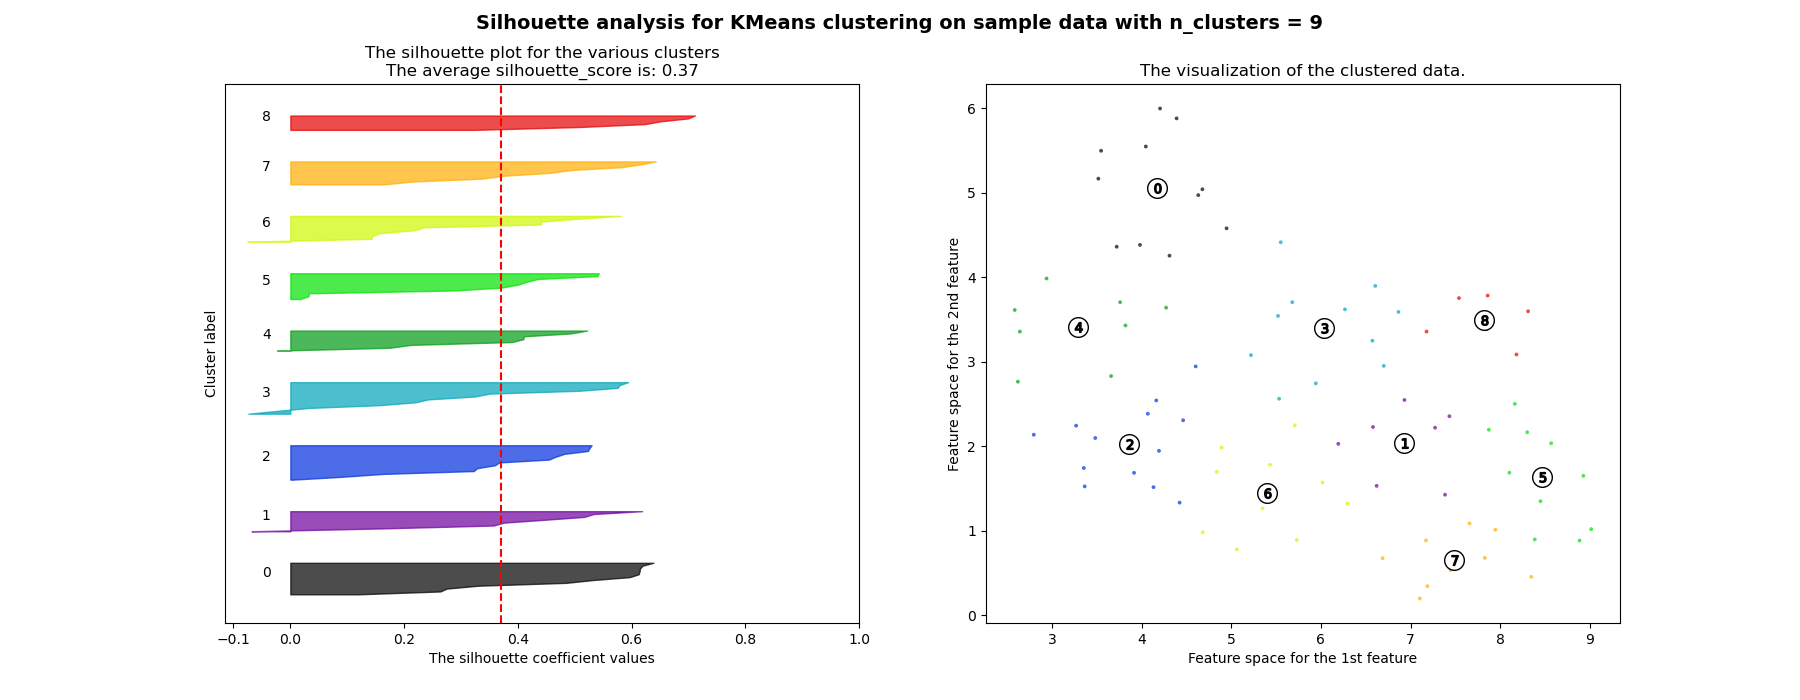 Silhouette analysis for KMeans clustering on sample data with n_clusters = 9
The silhouette plot for the various clusters
The average silhouette_score is: 0.37
8
7
6
5
4
3
2
1
0
Cluster label
−0.1 0.0 0.2 0.4 0.6 0.8 1.0
The silhouette coefficient values
The visualization of the clustered data.
6
5
4
3
2
1
0
Feature space for the 2nd feature
0
4
3
8
2
1
5
6
7
3 4 5 6 7 8 9
Feature space for the 1st feature